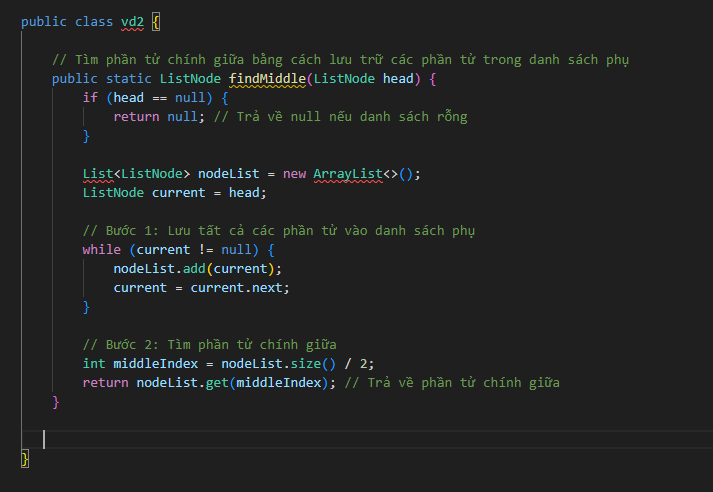 public class vd2 {
// Tìm phần tử chính giữa bằng cách lưu trữ các phần tử trong danh sách phụ
public static ListNode findMiddle(ListNode head) {
if (head == null) {
return null; // Trả về null nếu danh sách rỗng
}
List<ListNode> nodeList = new ArrayList<>();
ListNode current = head;
// Bước 1: Lưu tất cả các phần tử vào danh sách phụ
while (current != null) {
nodeList.add(current);
current = current.next;
}
// Bước 2: Tìm phần tử chính giữa
int middleIndex = nodeList.size() / 2;
return nodeList.get(middleIndex); // Trả về phần tử chính giữa
}
}